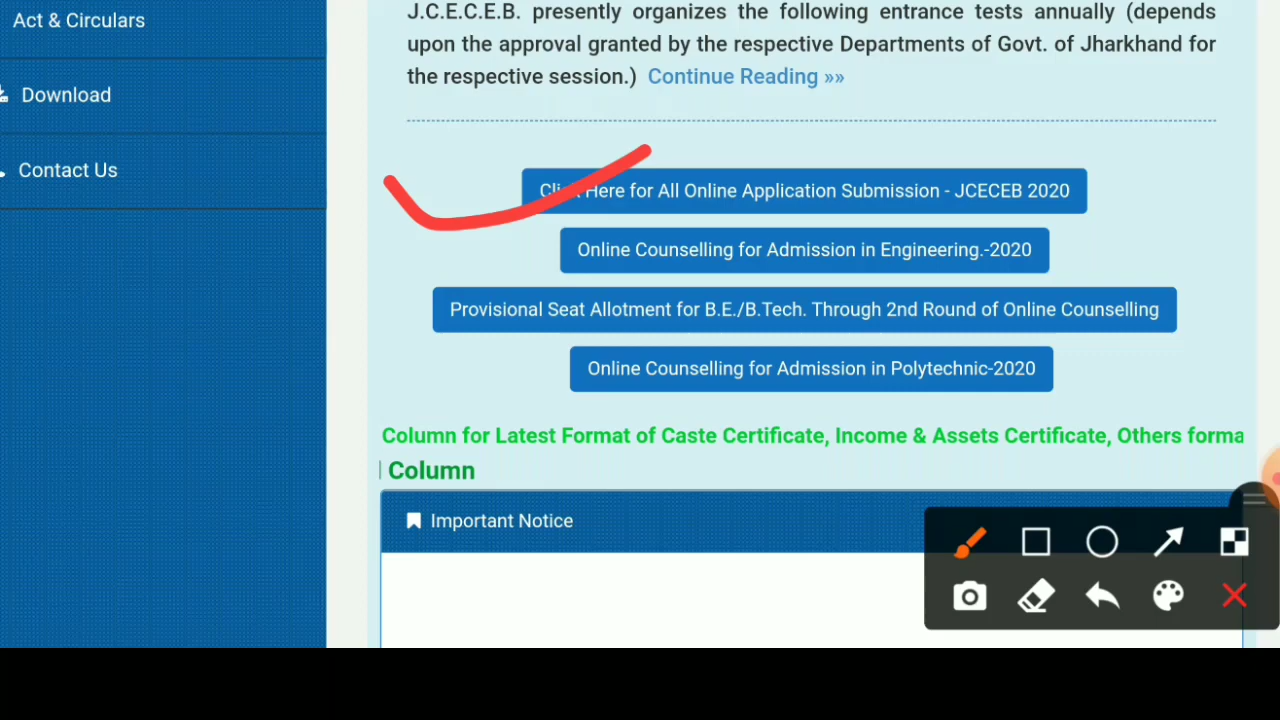 Act & Circulars
Download
Contact Us
J.C.E.C.E.B. presently organizes the following entrance tests annually (depends
upon the approval granted by the respective Departments of Govt. of Jharkhand for
the respective session.) Continue Reading »»
Click Here for All Online Application Submission - JCECEB 2020
Online Counselling for Admission in Engineering.-2020
Provisional Seat Allotment for B.E./B.Tech. Through 2nd Round of Online Counselling
Online Counselling for Admission in Polytechnic-2020
Column for Latest Format of Caste Certificate, Income & Assets Certificate, Others forma
Column
Important Notice